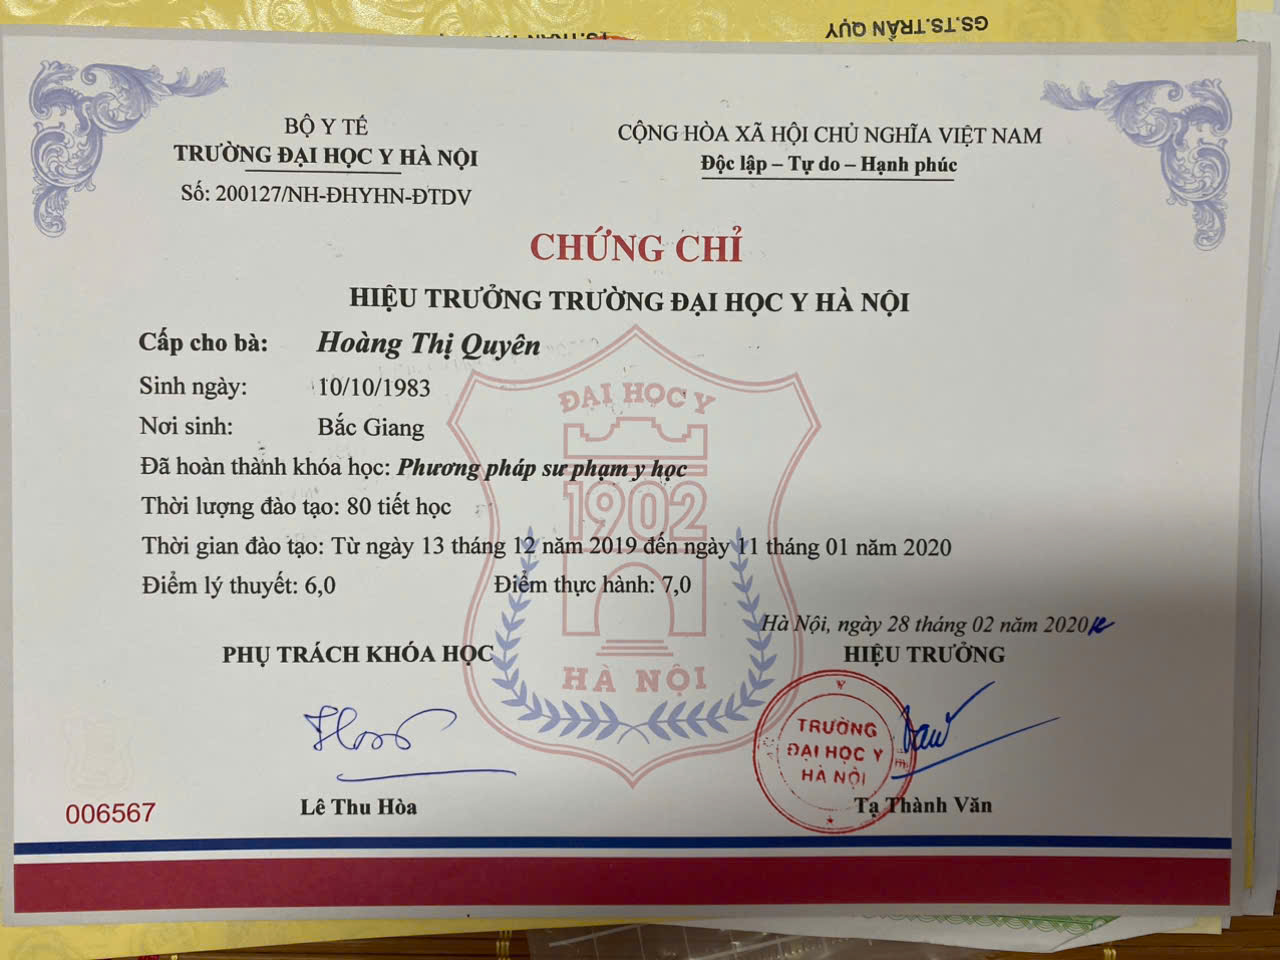 GS.TS.TRẦN QUỴ
BỘ Y TẾ
TRƯỜNG ĐẠI HỌC Y HÀ NỘI
Số: 200127/NH-ĐHYHN-ĐTDV
CỘNG HÒA XÃ HỘI CHỦ NGHĨA VIỆT NAM
Độc lập – Tự do – Hạnh phúc
CHỨNG CHỈ
HIỆU TRƯỞNG TRƯỜNG ĐẠI HỌC Y HÀ NỘI
Cấp cho bà: Hoàng Thị Quyên
Sinh ngày: 10/10/1983
Nơi sinh: Bắc Giang
Đã hoàn thành khóa học: Phương pháp sư phạm y học
Thời lượng đào tạo: 80 tiết học
Thời gian đào tạo: Từ ngày 13 tháng 12 năm 2019 đến ngày 11 tháng 01 năm 2020
Điểm lý thuyết: 6,0 Điểm thực hành: 7,0
ĐẠI HỌC Y
1902
HÀ NỘI
Hà Nội, ngày 28 tháng 02 năm 2020
PHỤ TRÁCH KHÓA HỌC
HIỆU TRƯỞNG
TRƯỜNG
ĐẠI HỌC Y
HÀ NỘI
Lê Thu Hòa
Tạ Thành Văn
006567